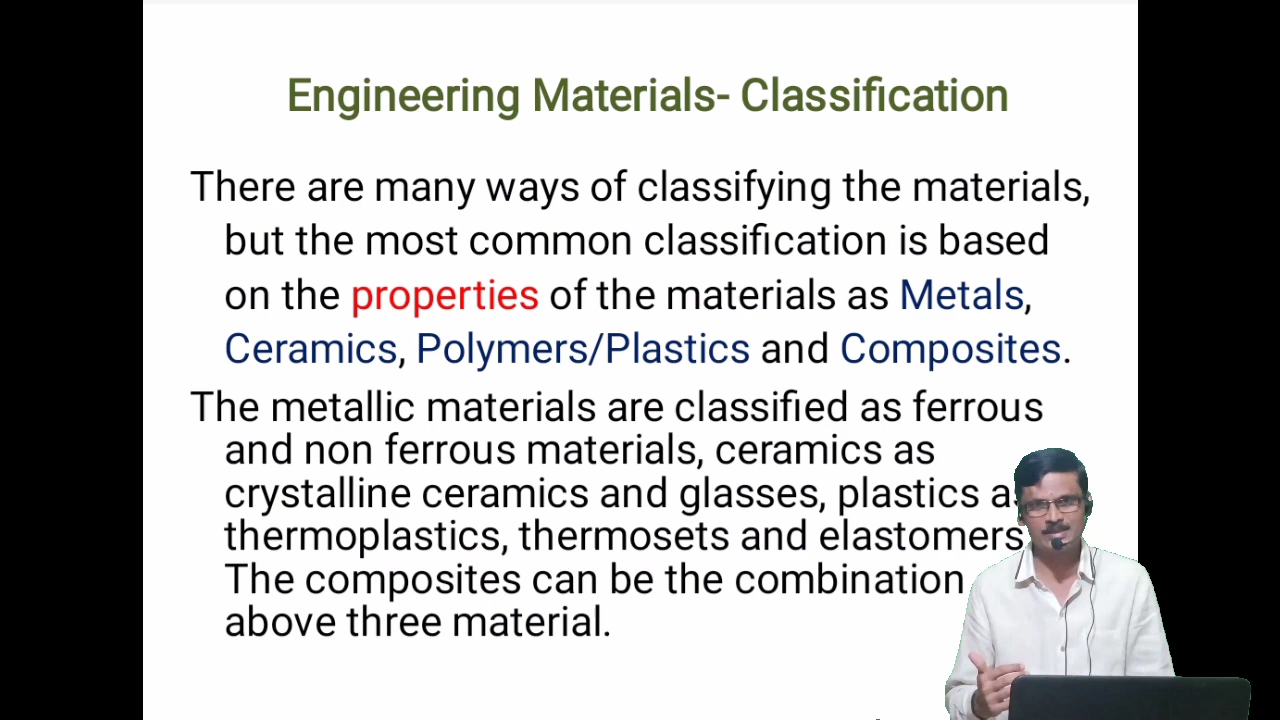 Engineering Materials- Classification
There are many ways of classifying the materials,
but the most common classification is based
on the properties of the materials as Metals,
Ceramics, Polymers/Plastics and Composites.
The metallic materials are classified as ferrous
and non ferrous materials, ceramics as
crystalline ceramics and glasses, plastics as
thermoplastics, thermosets and elastomers
The composites can be the combination
above three material.